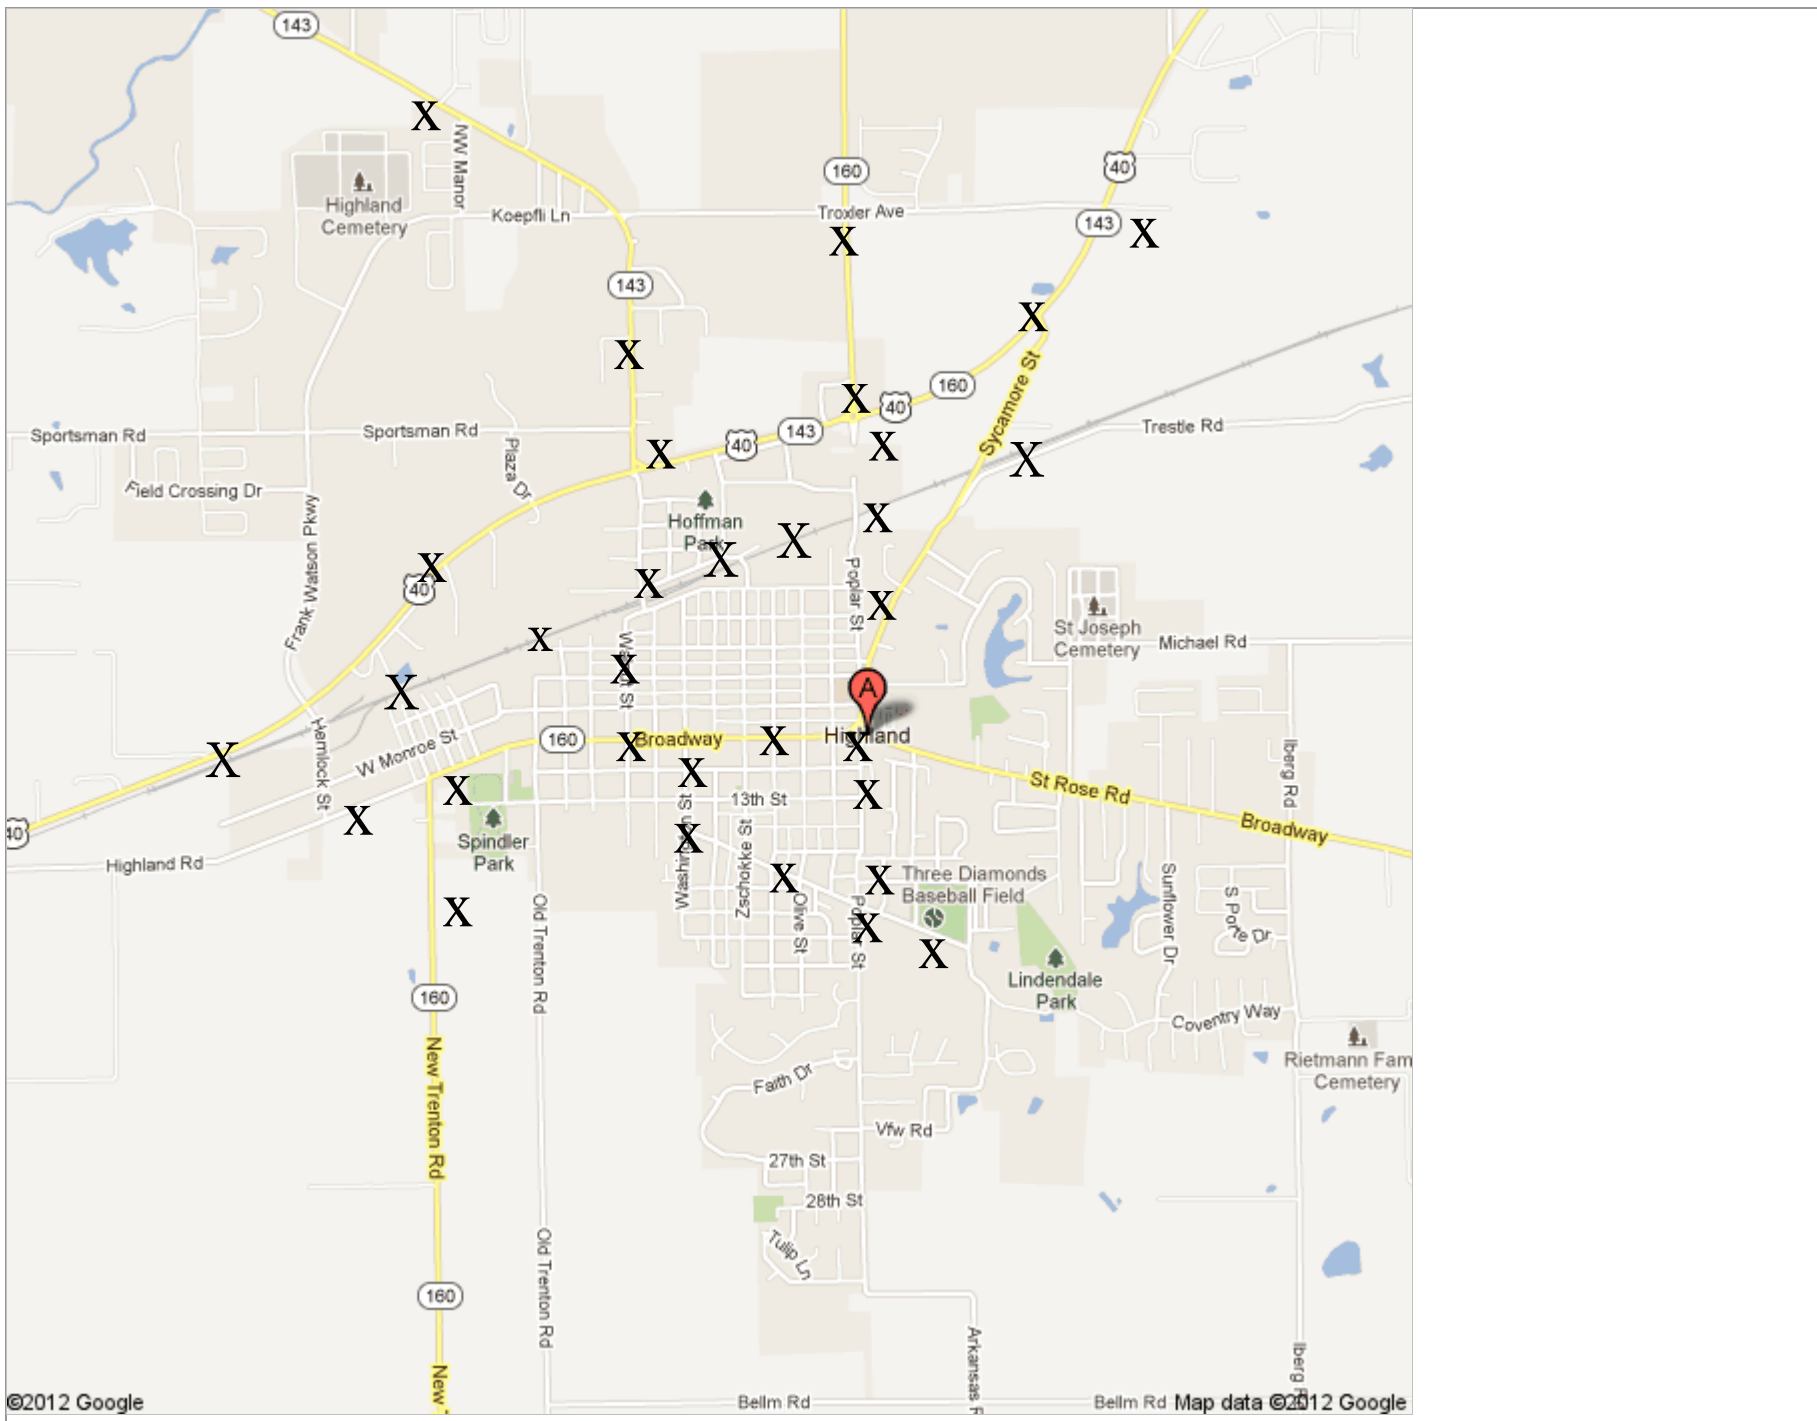 143
X
NW Manor
160
40
Highland
Cemetery
Koepfli Ln
Troxler Ave
143
X
X
143
X
X
Sycamore St
160
X
40
Sportsman Rd
Sportsman Rd
143
40
X
X
Trestle Rd
Plaza Dr
X
X
Field Crossing Dr
Frank Watson Pkwy
Hoffman
Park
X
X
X
X
X
40
Poplar St
X
X
St Joseph
Cemetery
Michael Rd
X
Walnut St
X
A
X
Hemlock St
W Monroe St
160
X
Broadway
X
Highland
X
X
X
Iberg Rd
St Rose Rd
X
13th St
X
X
Broadway
40
Spindler
Park
Washington St
X
Zschokke St
Highland Rd
X
X
Three Diamonds
Baseball Field
Sunflower Dr
S Porte Dr
X
Old Trenton Rd
Olive St
Poplar St
X
X
Lindendale
Park
160
Coventry Way
Rietmann Fam
Cemetery
New Trenton Rd
Faith Dr
Vfw Rd
27th St
28th St
Tulip Ln
Old Trenton Rd
160
Arkansas R
Iberg R
New T
©2012 Google
Bellm Rd
Bellm Rd
Map data ©2012 Google